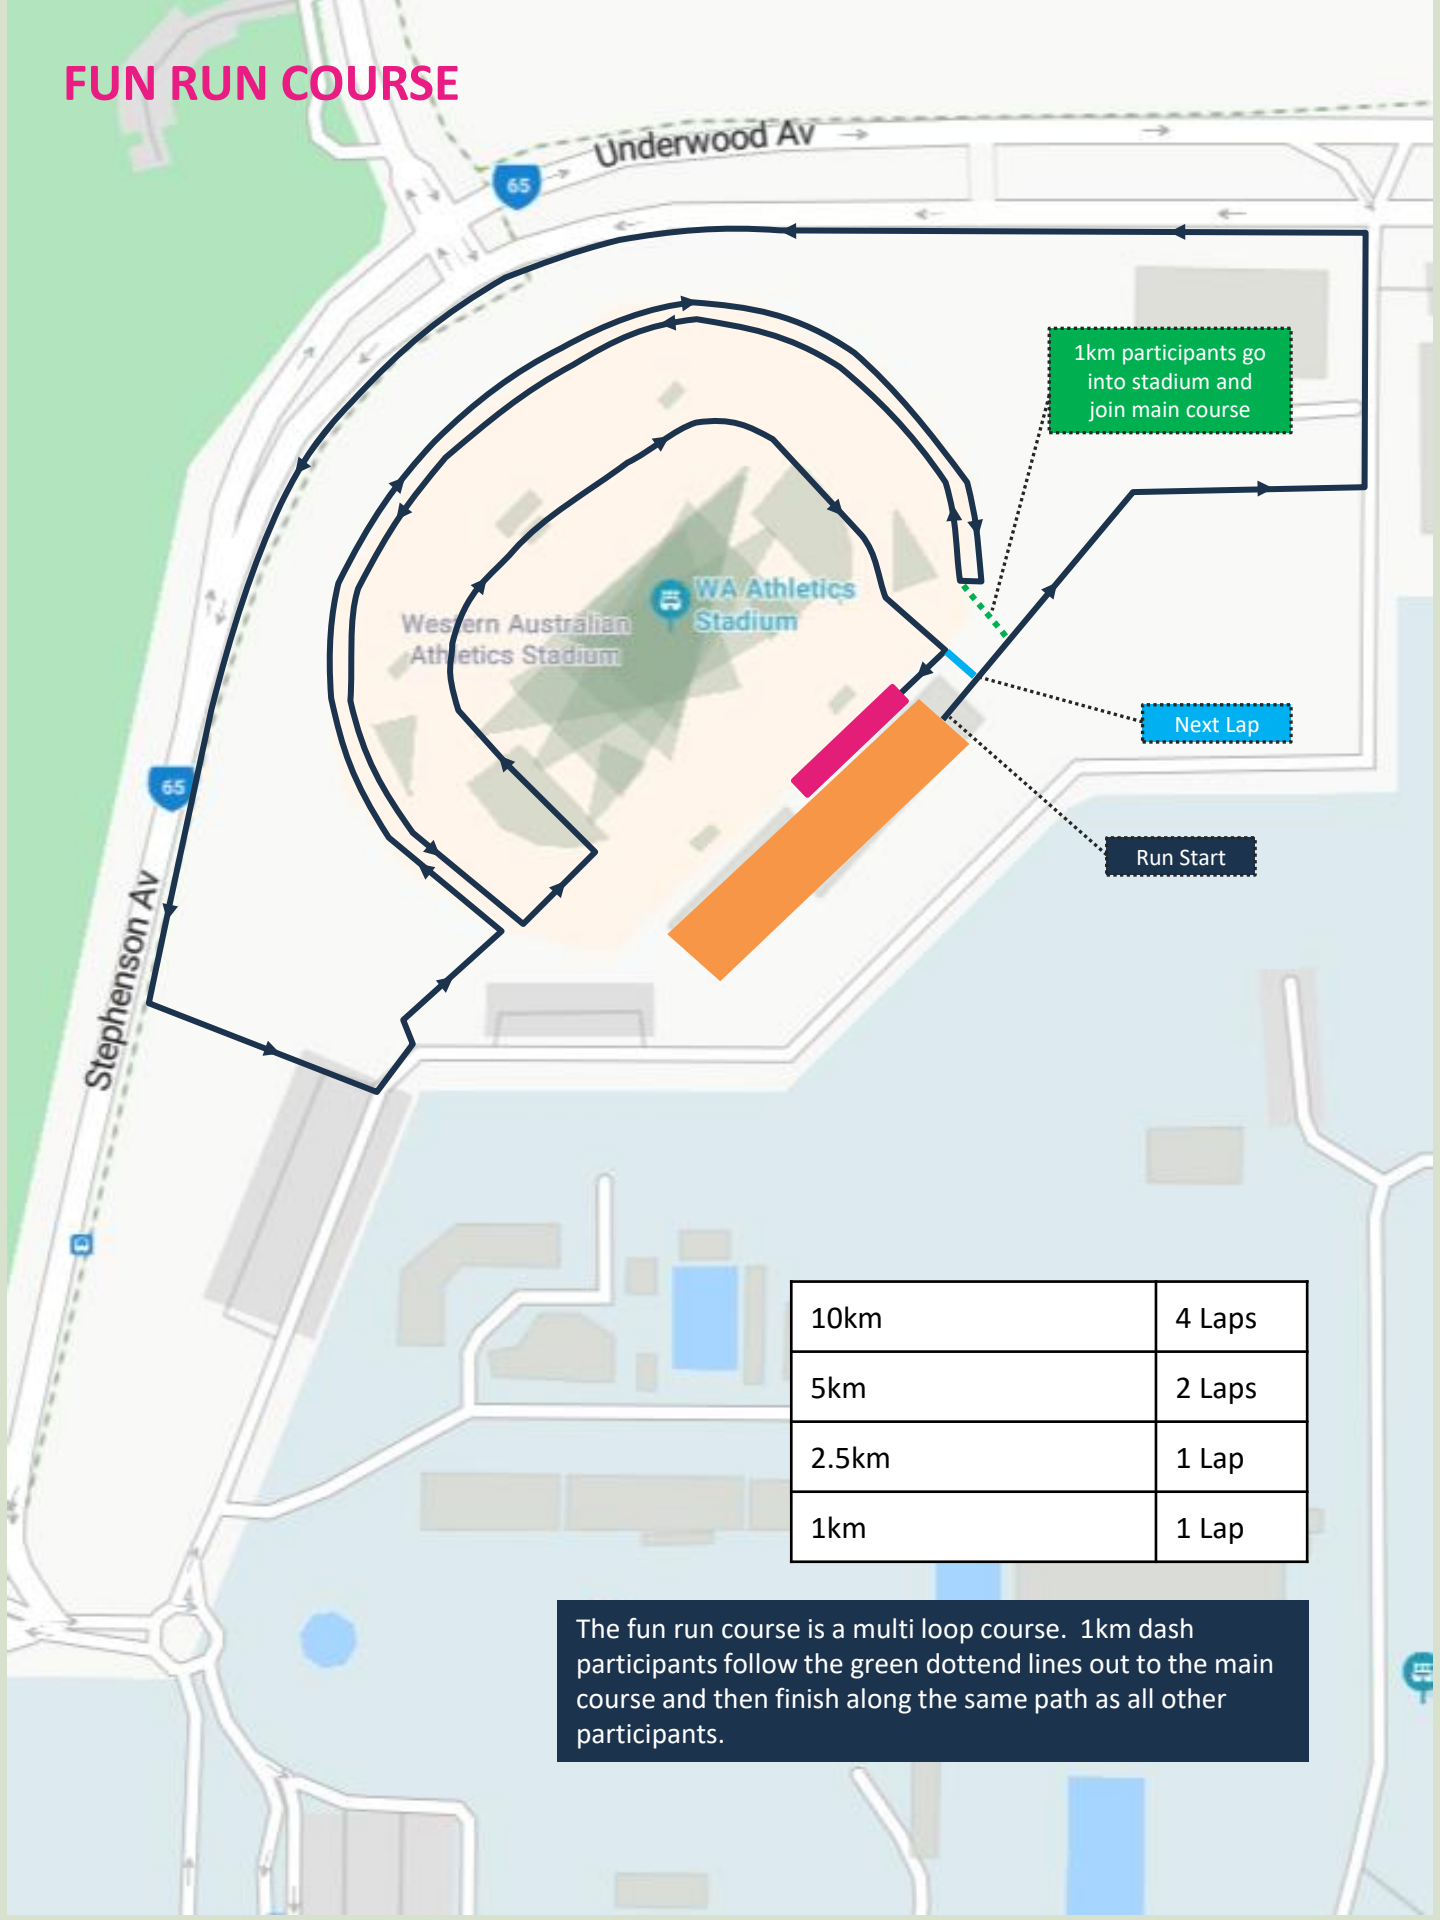 FUN RUN COURSE
Underwood Av
65
1km participants go
into stadium and
join main course
WA Athletics
Stadium
Western Australian
Athletics Stadium
Next Lap
65
Run Start
Stephenson Av
10km 4 Laps
5km 2 Laps
2.5km 1 Lap
1km 1 Lap
The fun run course is a multi loop course.  1km dash
participants follow the green dottend lines out to the main
course and then finish along the same path as all other
participants.